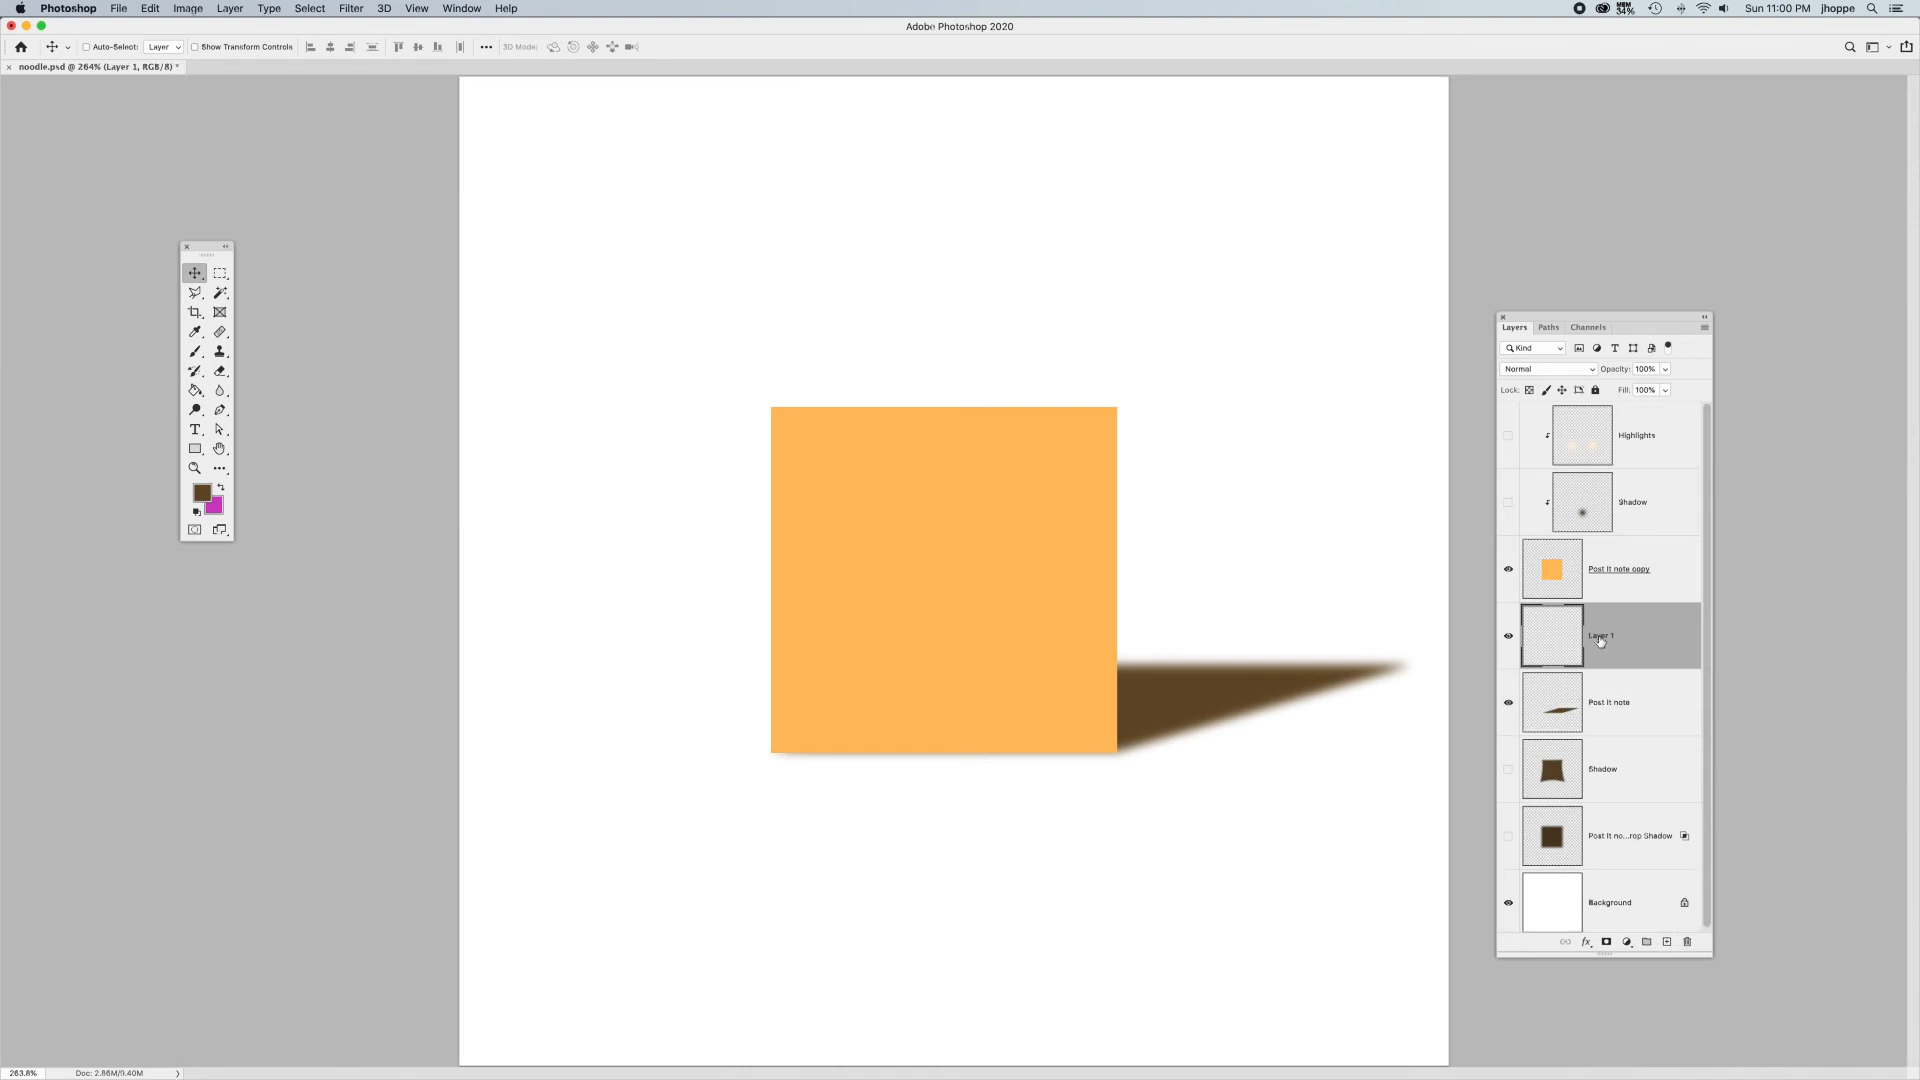 Photoshop File Edit Image Layer Type Select Filter 3D View Window Help MEM 34% Sun 11:00 PM jhoppe
Adobe Photoshop 2020
Auto-Select: Layer Show Transform Controls 3D Mode:
noodle.psd @ 264% (Layer 1, RGB/8) *
Layers Paths Channels
Kind
Normal Opacity: 100%
Lock: Fill: 100%
Highlights
Shadow
Post It note copy
Layer 1
Post It note
Shadow
Post It no...rop Shadow
Background
fx
263.8% Doc: 2.86M/9.40M